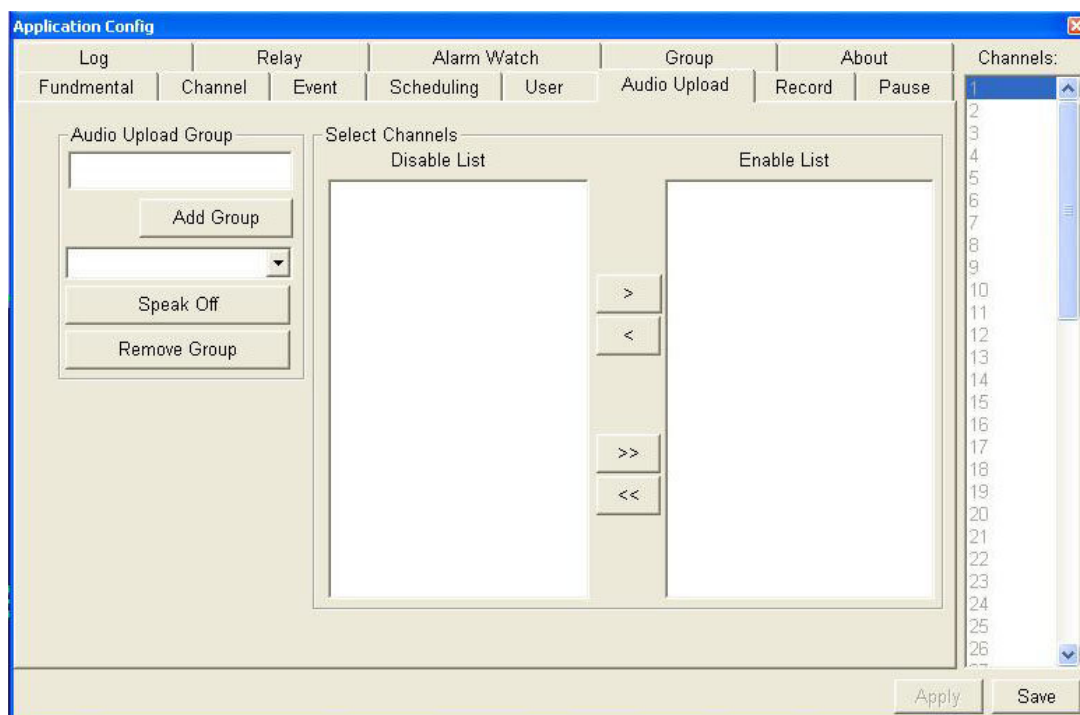 Application Config
Log Relay Alarm Watch Group About
Fundmental Channel Event Scheduling User Audio Upload Record Pause
Channels:
Audio Upload Group
Add Group
Speak Off
Remove Group
Select Channels
Disable List Enable List
>
<
>>
<<
1
2
3
4
5
6
7
8
9
10
11
12
13
14
15
16
17
18
19
20
21
22
23
24
25
26
Apply Save